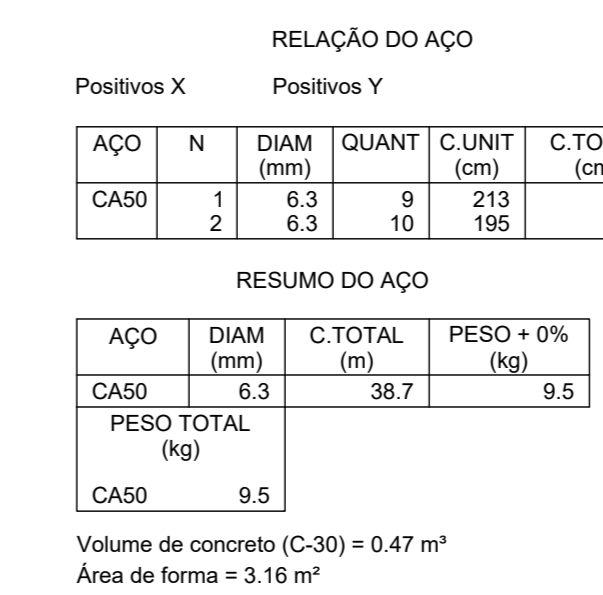 RELAÇÃO DO AÇO
Positivos X Positivos Y
AÇO N DIAM QUANT C.UNIT C.TO
(mm) (cm) (cm
CA50 1 6.3 9 213
2 6.3 10 195
RESUMO DO AÇO
AÇO DIAM C.TOTAL PESO + 0%
(mm) (m) (kg)
CA50 6.3 38.7 9.5
PESO TOTAL
(kg)
CA50 9.5
Volume de concreto (C-30) = 0.47 m³
Área de forma = 3.16 m²